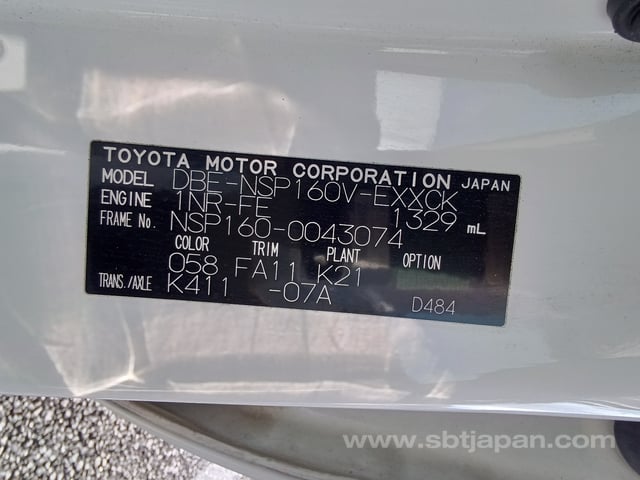 TOYOTA MOTOR CORPORATION JAPAN
MODEL DBE-NSP160V-EXXCK
ENGINE 1NR-FE 1329 mL
FRAME No. NSP160-0043074
COLOR TRIM PLANT OPTION
058 FA11 K21
TRANS./AXLE K411 -07A D484
www.sbtjapan.com